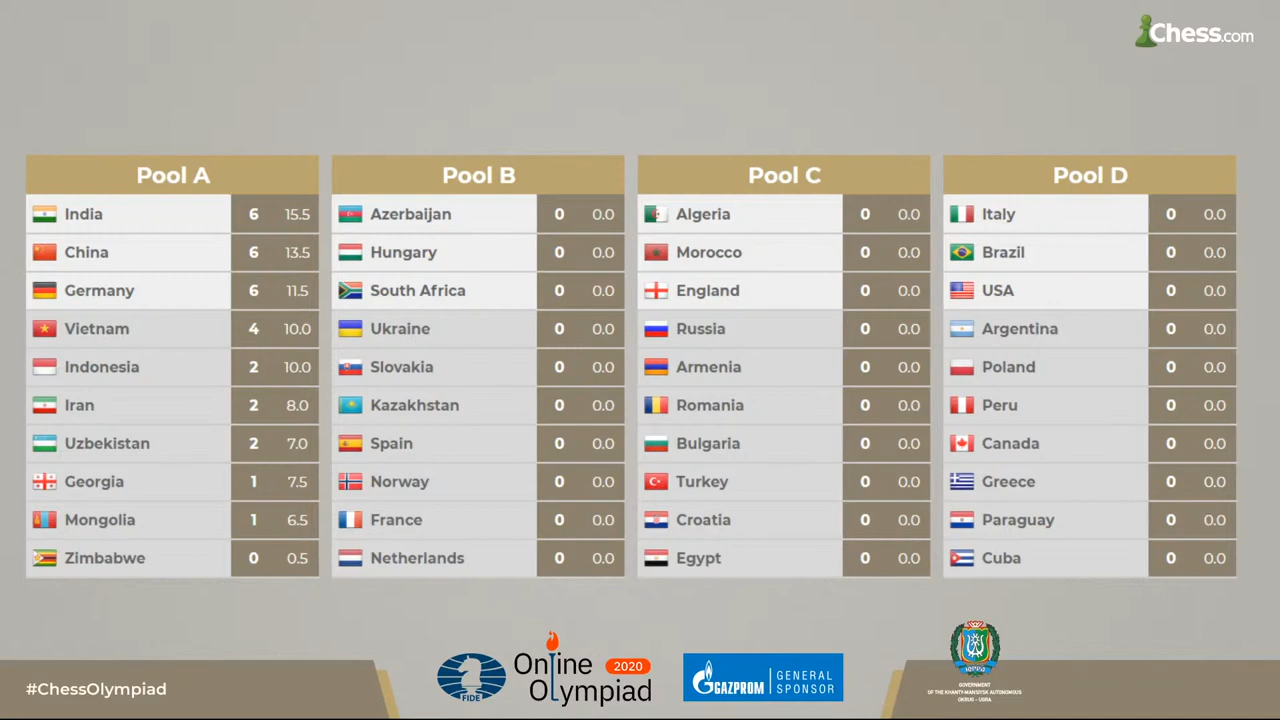 Chess.com
Pool A
India 6 15.5
China 6 13.5
Germany 6 11.5
Vietnam 4 10.0
Indonesia 2 10.0
Iran 2 8.0
Uzbekistan 2 7.0
Georgia 1 7.5
Mongolia 1 6.5
Zimbabwe 0 0.5
Pool B
Azerbaijan 0 0.0
Hungary 0 0.0
South Africa 0 0.0
Ukraine 0 0.0
Slovakia 0 0.0
Kazakhstan 0 0.0
Spain 0 0.0
Norway 0 0.0
France 0 0.0
Netherlands 0 0.0
Pool C
Algeria 0 0.0
Morocco 0 0.0
England 0 0.0
Russia 0 0.0
Armenia 0 0.0
Romania 0 0.0
Bulgaria 0 0.0
Turkey 0 0.0
Croatia 0 0.0
Egypt 0 0.0
Pool D
Italy 0 0.0
Brazil 0 0.0
USA 0 0.0
Argentina 0 0.0
Poland 0 0.0
Peru 0 0.0
Canada 0 0.0
Greece 0 0.0
Paraguay 0 0.0
Cuba 0 0.0
#ChessOlympiad
FIDE
Online 2020
Olympiad
GAZPROM
GENERAL
SPONSOR
GOVERNMENT
OF THE KHANTY-MANSIYSK AUTONOMOUS
OKRUG – UGRA